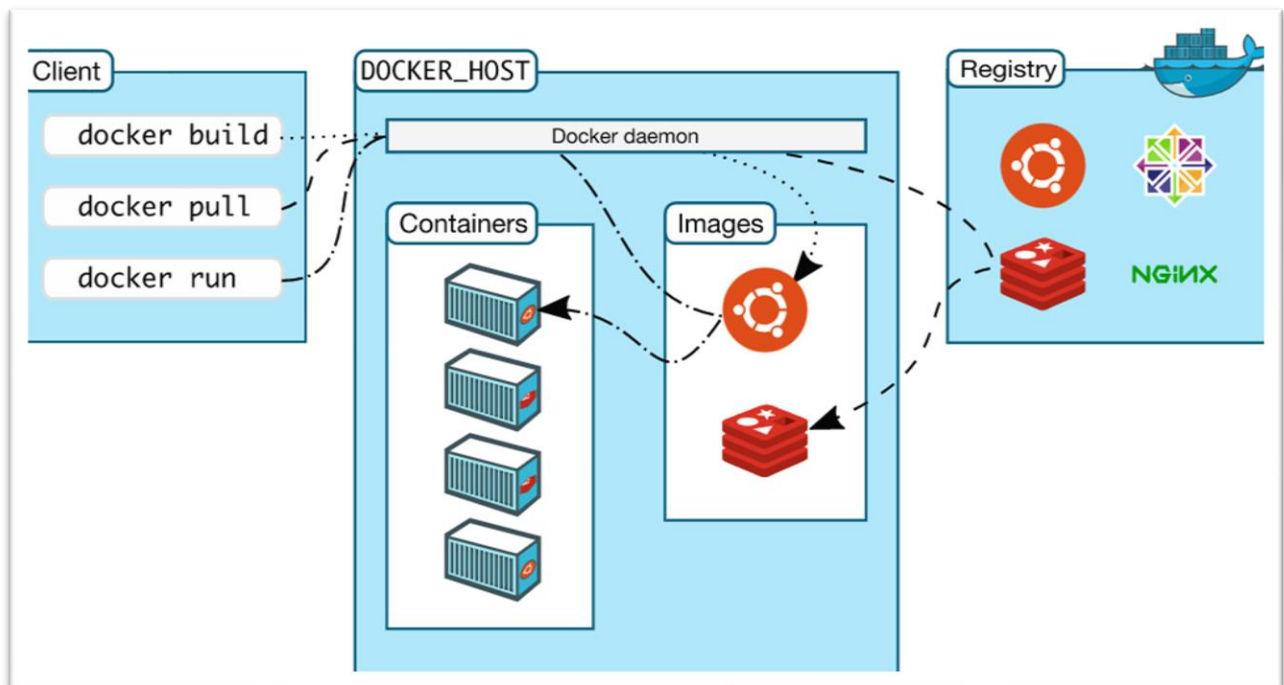 Client
docker build
docker pull
docker run
DOCKER_HOST
Docker daemon
Containers
Images
Registry
NGINX